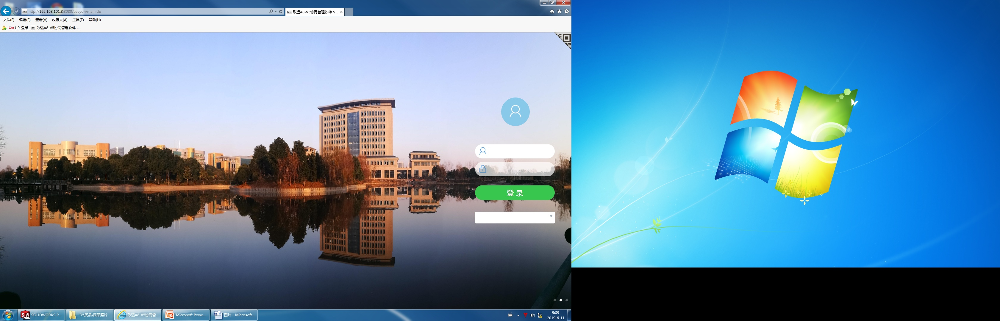 http://192.168.101.8:8080/seeyon/main.do
致远A8-V5协同管理软件 V...
文件(F) 编辑(E) 查看(V) 收藏夹(A) 工具(T) 帮助(H)
U9-登录 致远A8-V5协同管理软件 ...
登录
SW 2016 SOLIDWORKS P... D:\民品\民品照片 致远A8-V5协同管... Microsoft Powe... 图片 - Microsoft...
9:39
2019-6-11